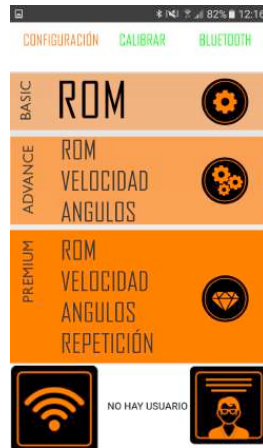 82% 12:16
CONFIGURACIÓN CALIBRAR BLUETOOTH
BASIC
ROM
ADVANCE
ROM
VELOCIDAD
ANGULOS
PREMIUM
ROM
VELOCIDAD
ANGULOS
REPETICIÓN
NO HAY USUARIO